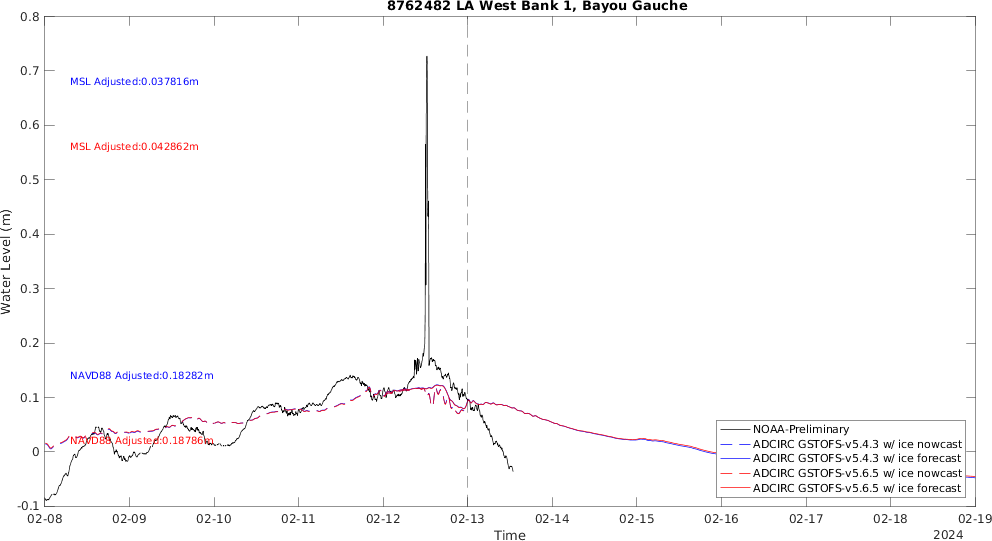 8762482 LA West Bank 1, Bayou Gauche
0.8
0.7
MSL Adjusted:0.037816m
0.6
MSL Adjusted:0.042862m
0.5
0.4
Water Level (m)
0.3
0.2
NAVD88 Adjusted:0.18282m
0.1
NAVD88 Adjusted:0.18786m
0
-0.1
NOAA-Preliminary
ADCIRC GSTOFS-v5.4.3 w/ ice nowcast
ADCIRC GSTOFS-v5.4.3 w/ ice forecast
ADCIRC GSTOFS-v5.6.5 w/ ice nowcast
ADCIRC GSTOFS-v5.6.5 w/ ice forecast
02-08 02-09 02-10 02-11 02-12 02-13 02-14 02-15 02-16 02-17 02-18 02-19
Time
2024